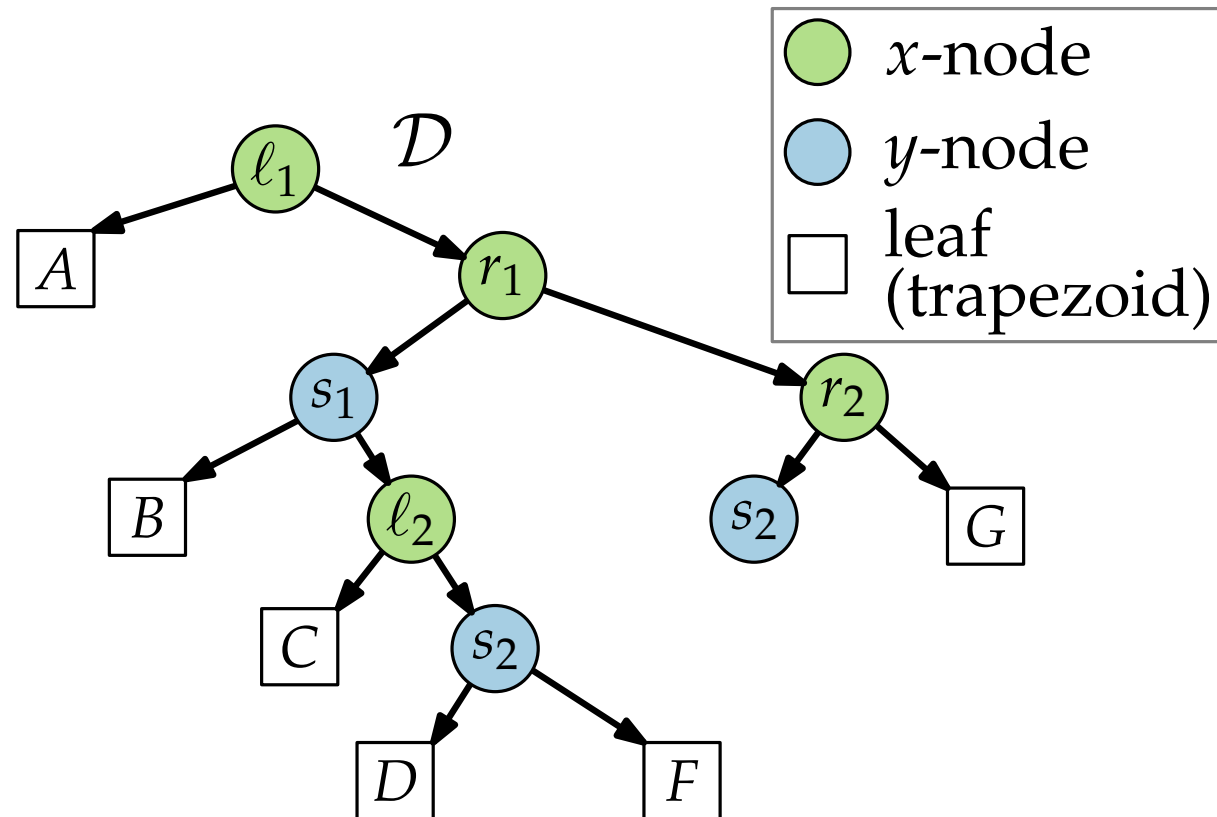 x-node
y-node
leaf
(trapezoid)
𝒟
ℓ₁
A
r₁
s₁
r₂
B
ℓ₂
s₂
G
C
s₂
D
F